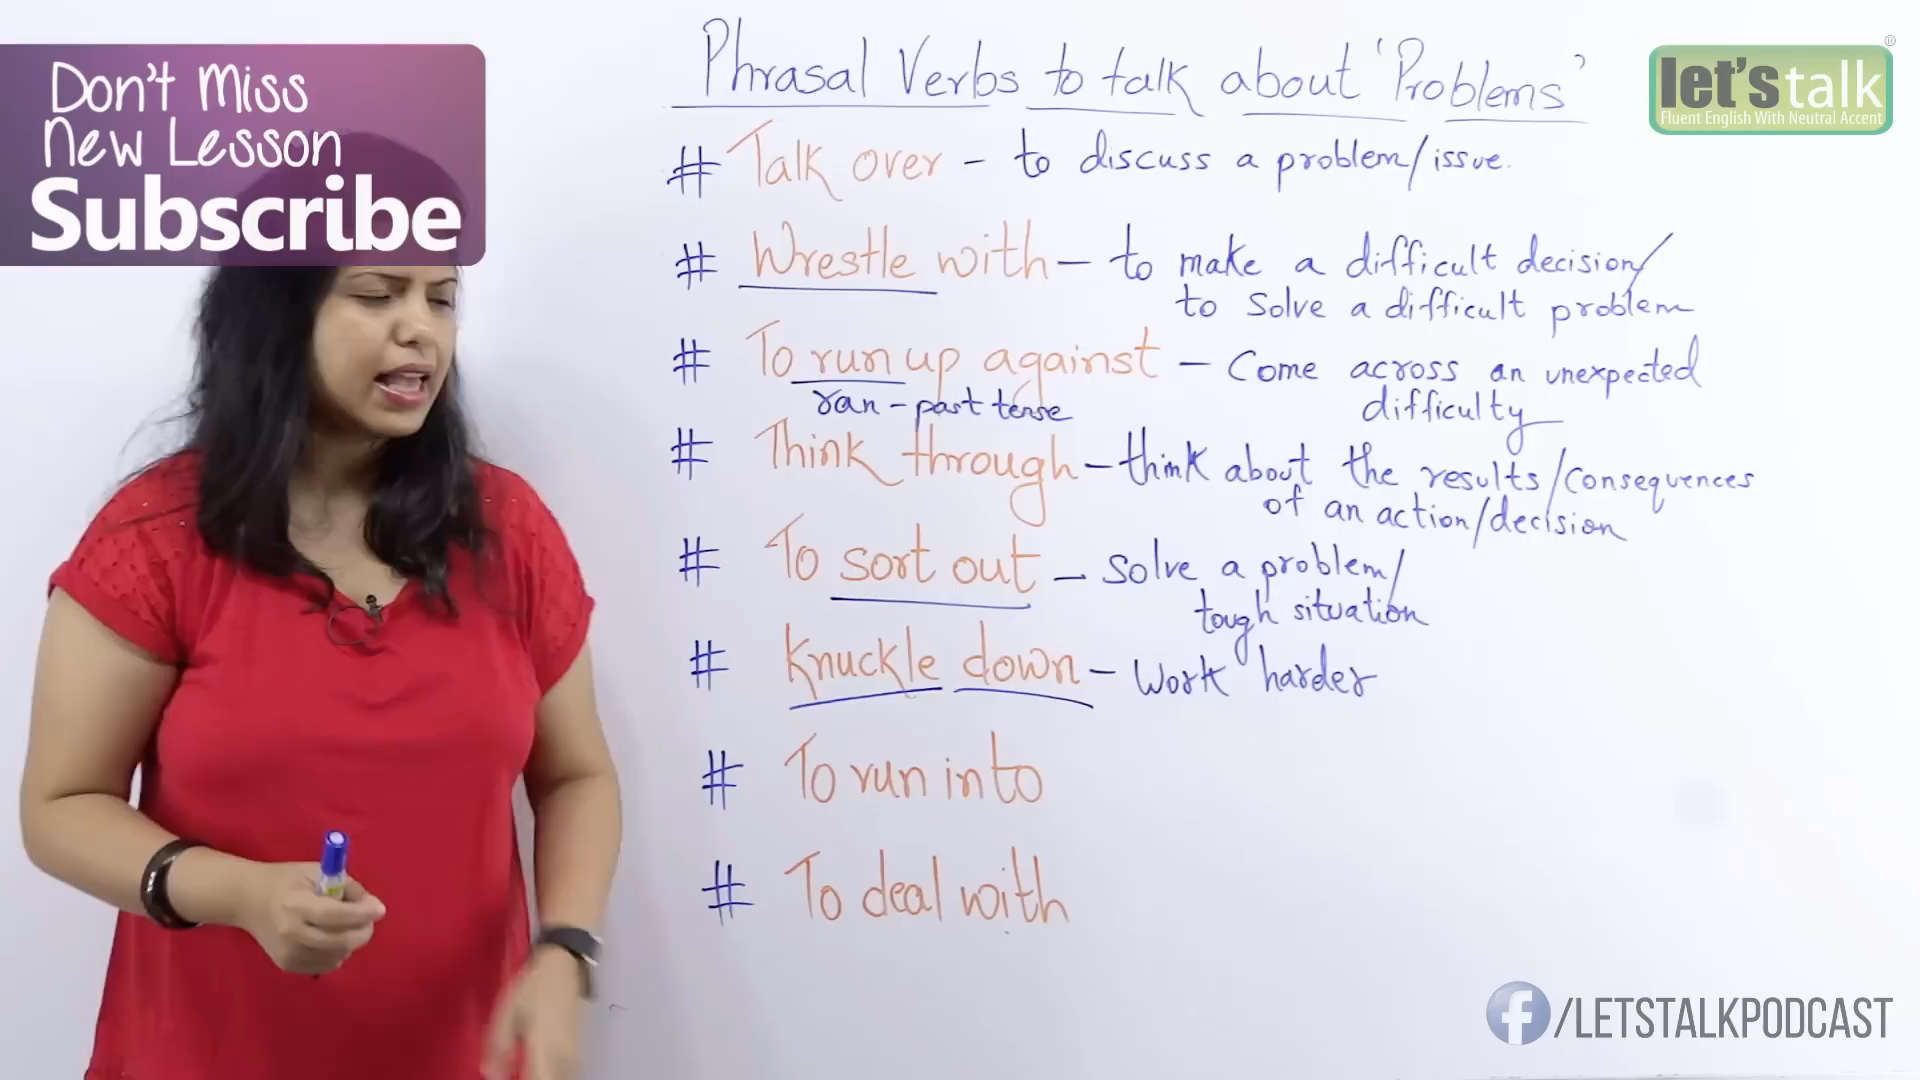 Don't Miss
New Lesson
Subscribe
let's talk ®
Fluent English With Neutral Accent
Phrasal Verbs to talk about 'Problems'
# Talk over - to discuss a problem/issue.
# Wrestle with - to make a difficult decision/
to solve a difficult problem
# To run up against - Come across an unexpected
ran - past tense difficulty
# Think through - think about the results/consequences
of an action/decision
# To sort out - Solve a problem/
tough situation
# Knuckle down - Work harder
# To run into
# To deal with
f /LETSTALKPODCAST